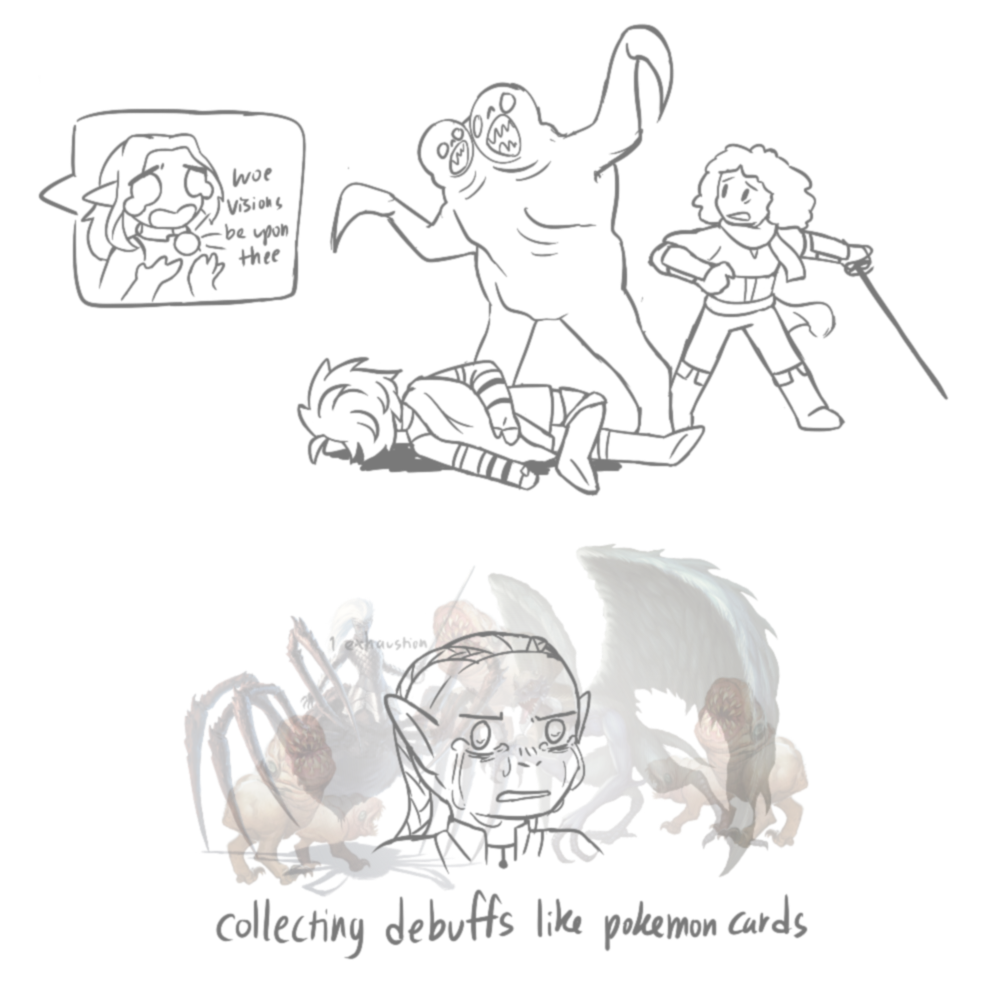 woe
visions
be upon
thee
1 exhaustion
collecting debuffs like pokemon cards